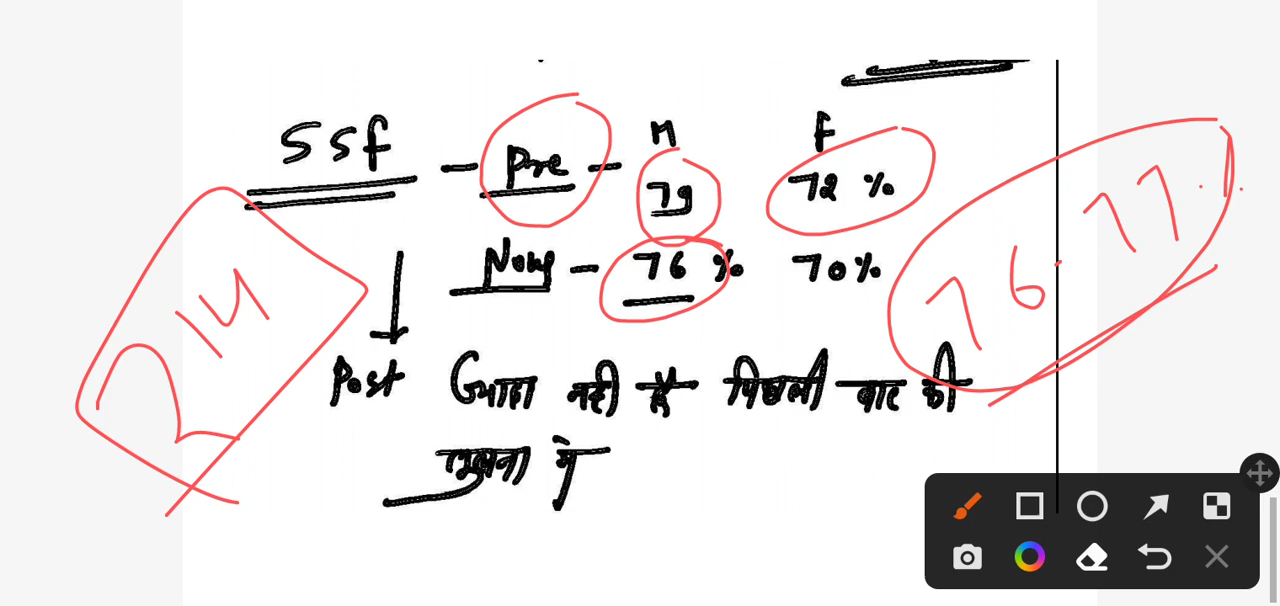 SSF - Pre - M 79 F 72 %
Now - 76 % 70%
Post ज्यादा नही है पिछली बार की
तुलना मे
214
76.77.